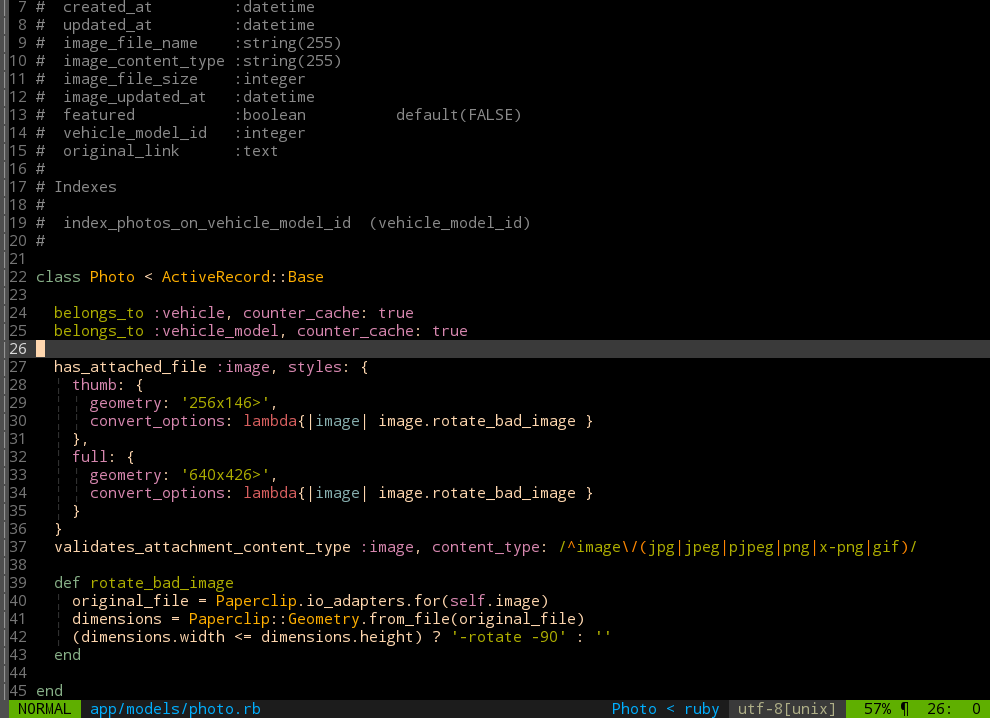 7 #  created_at         :datetime
8 #  updated_at         :datetime
9 #  image_file_name    :string(255)
10 #  image_content_type :string(255)
11 #  image_file_size    :integer
12 #  image_updated_at   :datetime
13 #  featured           :boolean          default(FALSE)
14 #  vehicle_model_id   :integer
15 #  original_link      :text
16 #
17 # Indexes
18 #
19 #  index_photos_on_vehicle_model_id  (vehicle_model_id)
20 #
21
22 class Photo < ActiveRecord::Base
23
24   belongs_to :vehicle, counter_cache: true
25   belongs_to :vehicle_model, counter_cache: true
26
27   has_attached_file :image, styles: {
28     thumb: {
29       geometry: '256x146>',
30       convert_options: lambda{|image| image.rotate_bad_image }
31     },
32     full: {
33       geometry: '640x426>',
34       convert_options: lambda{|image| image.rotate_bad_image }
35     }
36   }
37   validates_attachment_content_type :image, content_type: /^image\/(jpg|jpeg|pjpeg|png|x-png|gif)/
38
39   def rotate_bad_image
40     original_file = Paperclip.io_adapters.for(self.image)
41     dimensions = Paperclip::Geometry.from_file(original_file)
42     (dimensions.width <= dimensions.height) ? '-rotate -90' : ''
43   end
44
45 end
NORMAL  app/models/photo.rb  Photo < ruby  utf-8[unix]  57% ¶  26:  0